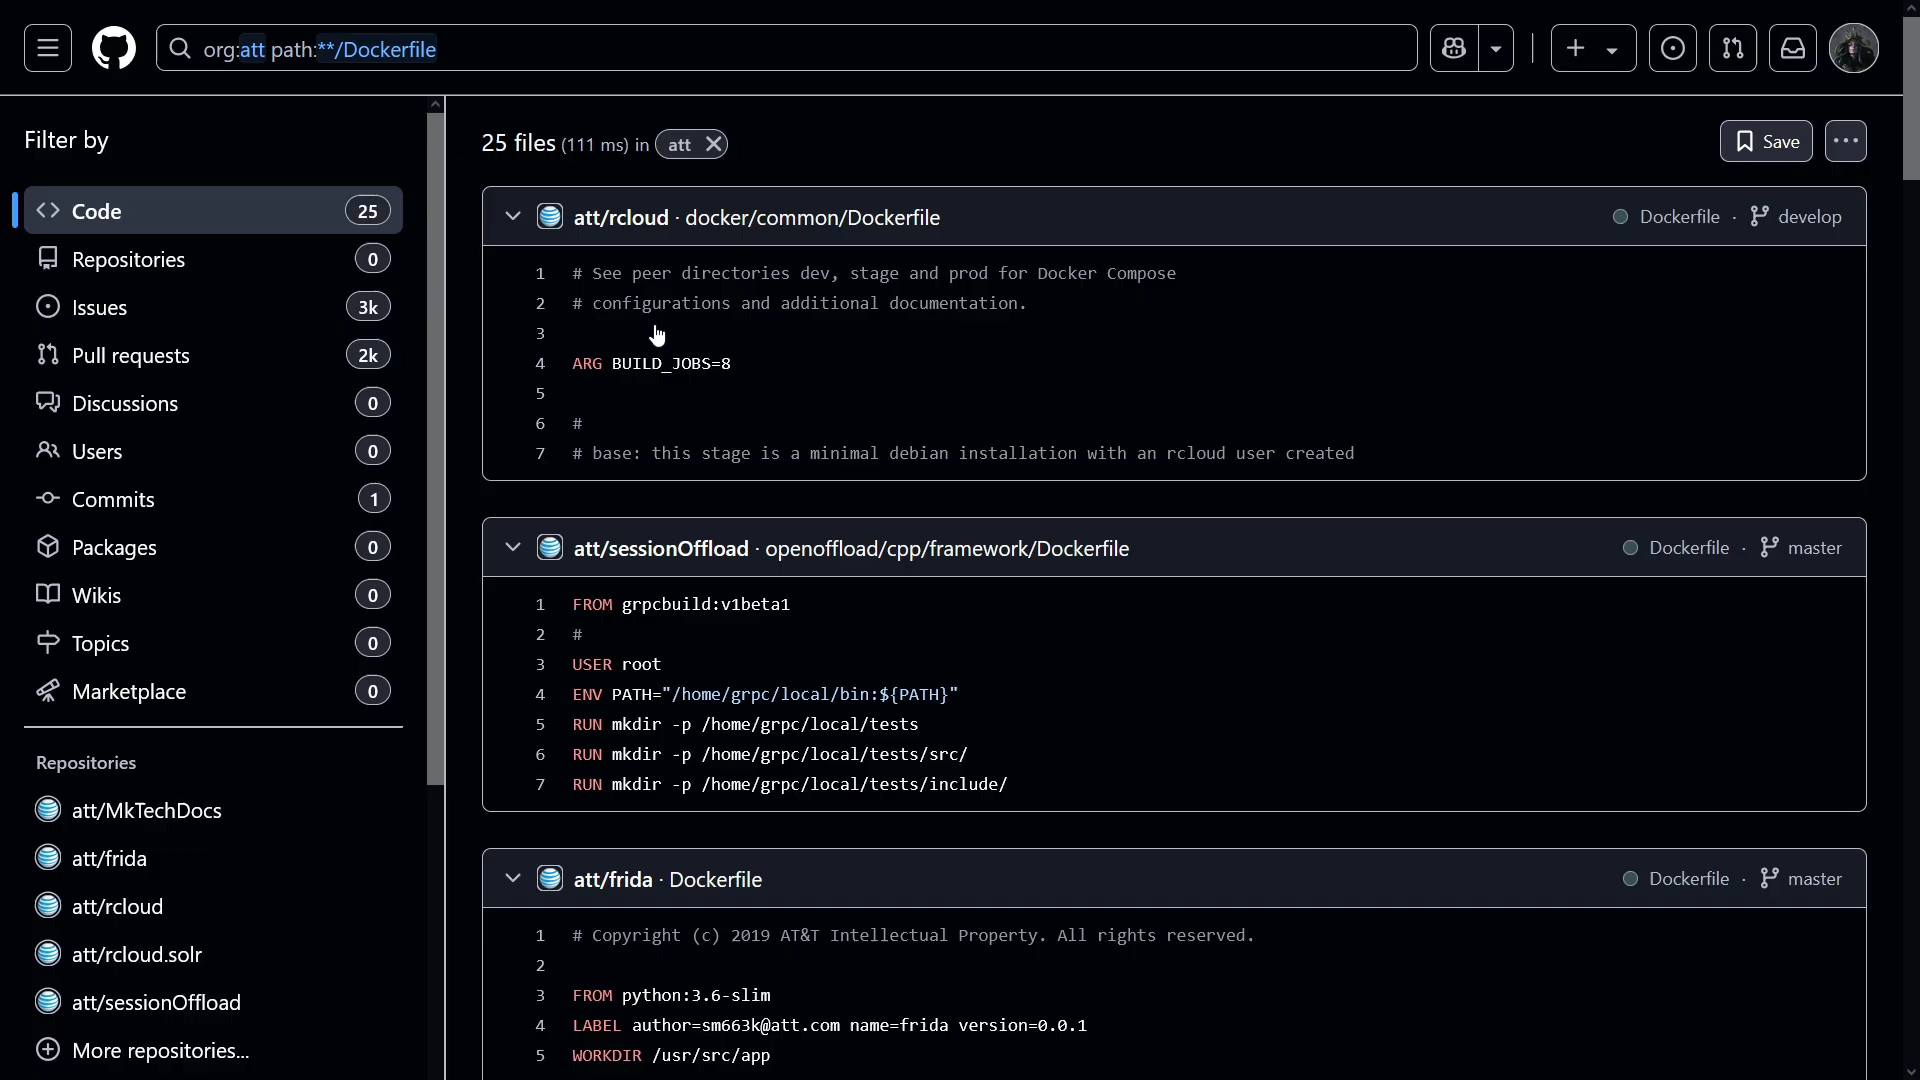 org:att path:**/Dockerfile
Filter by
Code 25
Repositories 0
Issues 3k
Pull requests 2k
Discussions 0
Users 0
Commits 1
Packages 0
Wikis 0
Topics 0
Marketplace 0
Repositories
att/MkTechDocs
att/frida
att/rcloud
att/rcloud.solr
att/sessionOffload
More repositories...
25 files (111 ms) in att
Save
att/rcloud · docker/common/Dockerfile
Dockerfile · develop
1 # See peer directories dev, stage and prod for Docker Compose
2 # configurations and additional documentation.
3
4 ARG BUILD_JOBS=8
5
6 #
7 # base: this stage is a minimal debian installation with an rcloud user created
att/sessionOffload · openoffload/cpp/framework/Dockerfile
Dockerfile · master
1 FROM grpcbuild:v1beta1
2 #
3 USER root
4 ENV PATH="/home/grpc/local/bin:${PATH}"
5 RUN mkdir -p /home/grpc/local/tests
6 RUN mkdir -p /home/grpc/local/tests/src/
7 RUN mkdir -p /home/grpc/local/tests/include/
att/frida · Dockerfile
Dockerfile · master
1 # Copyright (c) 2019 AT&T Intellectual Property. All rights reserved.
2
3 FROM python:3.6-slim
4 LABEL author=sm663k@att.com name=frida version=0.0.1
5 WORKDIR /usr/src/app